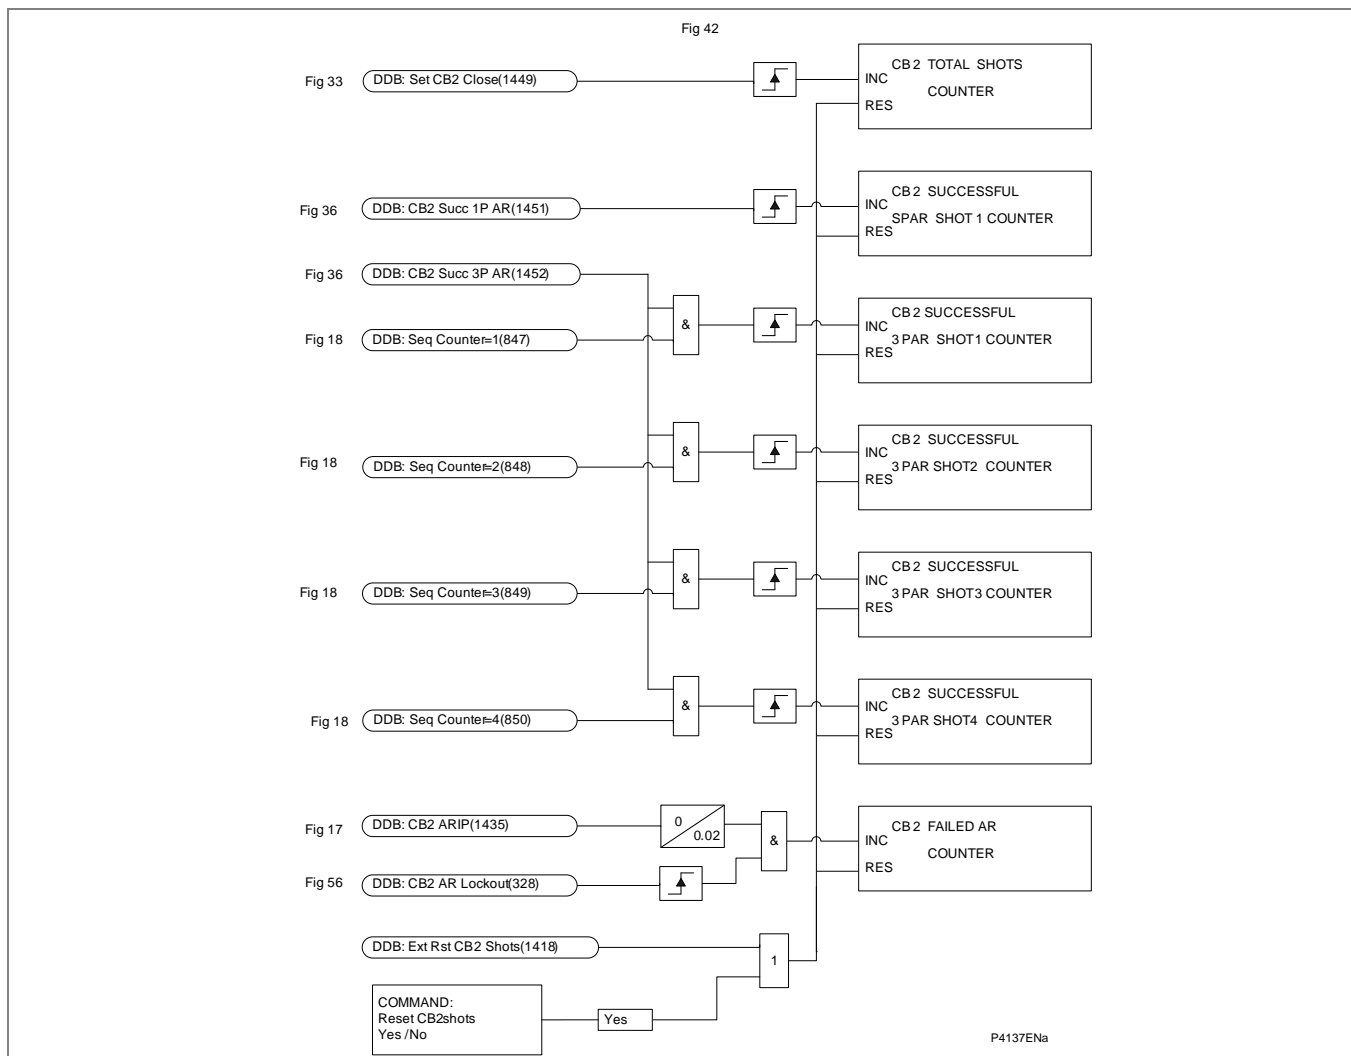 Fig 42
Fig 33
DDB: Set CB2 Close(1449)
INC
RES
CB2 TOTAL SHOTS
COUNTER
Fig 36
DDB: CB2 Succ 1P AR(1451)
INC
RES
CB2 SUCCESSFUL
SPAR SHOT 1 COUNTER
Fig 36
DDB: CB2 Succ 3P AR(1452)
Fig 18
DDB: Seq Counter=1(847)
&
INC
RES
CB2 SUCCESSFUL
3 PAR SHOT1 COUNTER
Fig 18
DDB: Seq Counter=2(848)
&
INC
RES
CB2 SUCCESSFUL
3 PAR SHOT2 COUNTER
Fig 18
DDB: Seq Counter=3(849)
&
INC
RES
CB2 SUCCESSFUL
3 PAR SHOT3 COUNTER
Fig 18
DDB: Seq Counter=4(850)
&
INC
RES
CB2 SUCCESSFUL
3 PAR SHOT4 COUNTER
Fig 17
DDB: CB2 ARIP(1435)
0
0.02
&
INC
RES
CB2 FAILED AR
COUNTER
Fig 56
DDB: CB2 AR Lockout(328)
DDB: Ext Rst CB2 Shots(1418)
1
COMMAND:
Reset CB2shots
Yes /No
Yes
P4137ENa